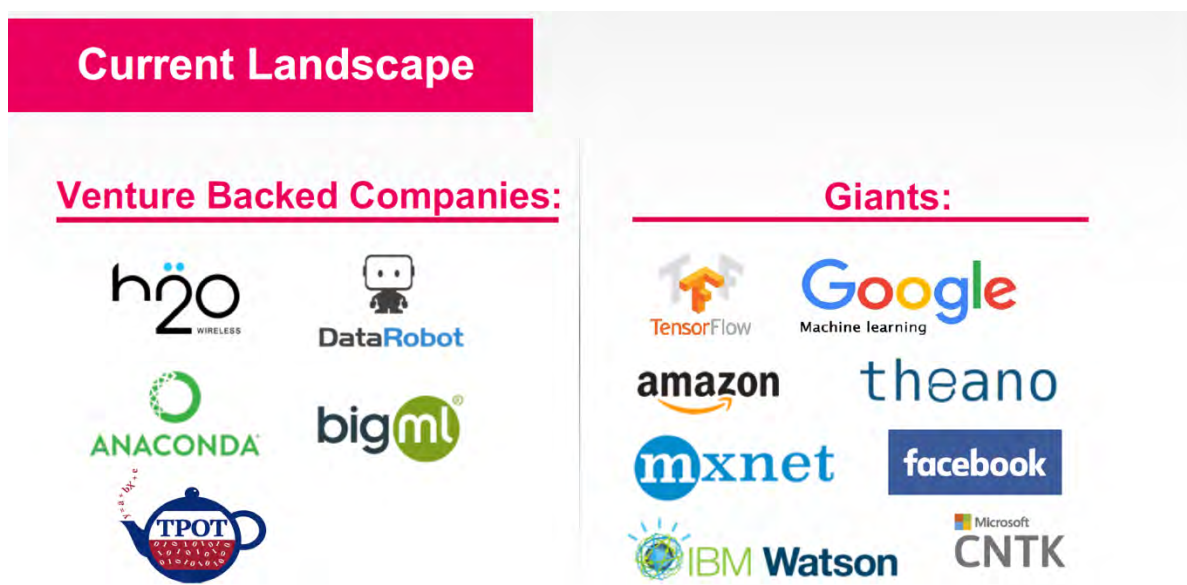 Current Landscape
Venture Backed Companies:
h2o
WIRELESS
DataRobot
ANACONDA
bigml®
y = a + bx + e
TPOT
Giants:
TensorFlow
Google
Machine learning
amazon
theano
mxnet
facebook
IBM Watson
Microsoft
CNTK